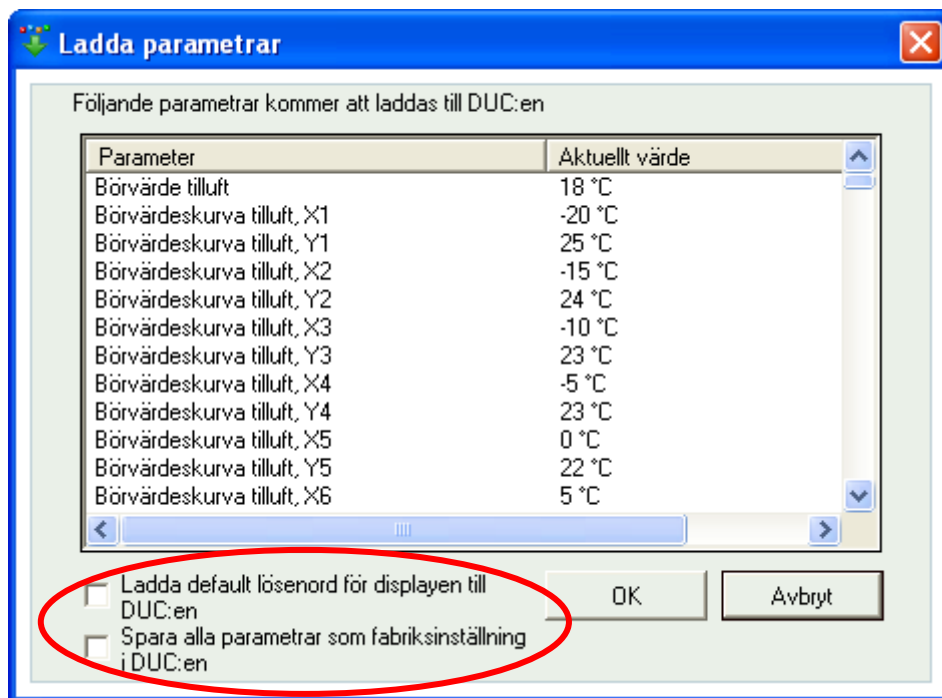 Ladda parametrar
Följande parametrar kommer att laddas till DUC:en
Parameter Aktuellt värde
Börvärde tilluft 18 °C
Börvärdeskurva tilluft, X1 -20 °C
Börvärdeskurva tilluft, Y1 25 °C
Börvärdeskurva tilluft, X2 -15 °C
Börvärdeskurva tilluft, Y2 24 °C
Börvärdeskurva tilluft, X3 -10 °C
Börvärdeskurva tilluft, Y3 23 °C
Börvärdeskurva tilluft, X4 -5 °C
Börvärdeskurva tilluft, Y4 23 °C
Börvärdeskurva tilluft, X5 0 °C
Börvärdeskurva tilluft, Y5 22 °C
Börvärdeskurva tilluft, X6 5 °C
Ladda default lösenord för displayen till
DUC:en
Spara alla parametrar som fabriksinställning
i DUC:en
OK Avbryt